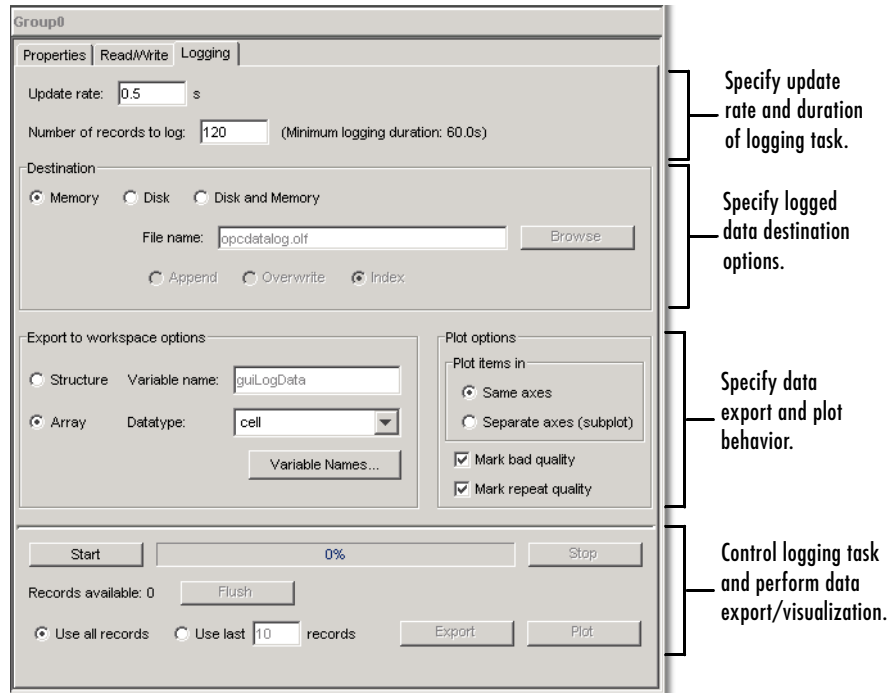 Group0
Properties Read/Write Logging
Update rate: 0.5 s
Number of records to log: 120 (Minimum logging duration: 60.0s)
Specify update
rate and duration
of logging task.
Destination
Memory Disk Disk and Memory
File name: opcdatalog.olf Browse
Append Overwrite Index
Specify logged
data destination
options.
Export to workspace options
Structure Variable name: guiLogData
Array Datatype: cell
Variable Names...
Plot options
Plot items in
Same axes
Separate axes (subplot)
Mark bad quality
Mark repeat quality
Specify data
export and plot
behavior.
Start 0% Stop
Records available: 0 Flush
Use all records Use last 10 records Export Plot
Control logging task
and perform data
export/visualization.